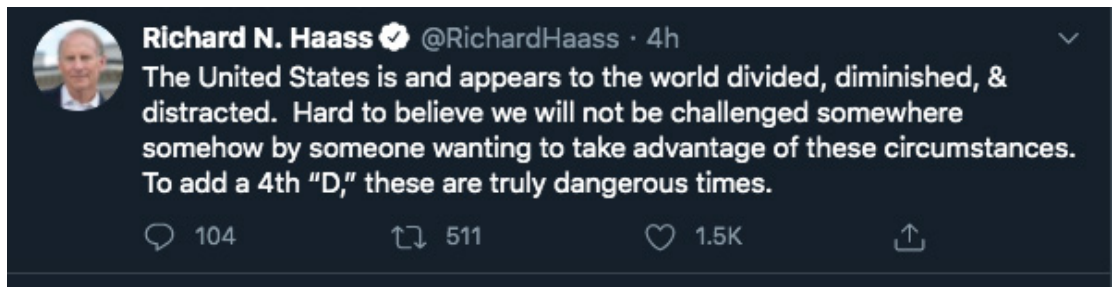 Richard N. Haass @RichardHaass · 4h
The United States is and appears to the world divided, diminished, &
distracted.  Hard to believe we will not be challenged somewhere
somehow by someone wanting to take advantage of these circumstances.
To add a 4th “D,” these are truly dangerous times.
104 511 1.5K